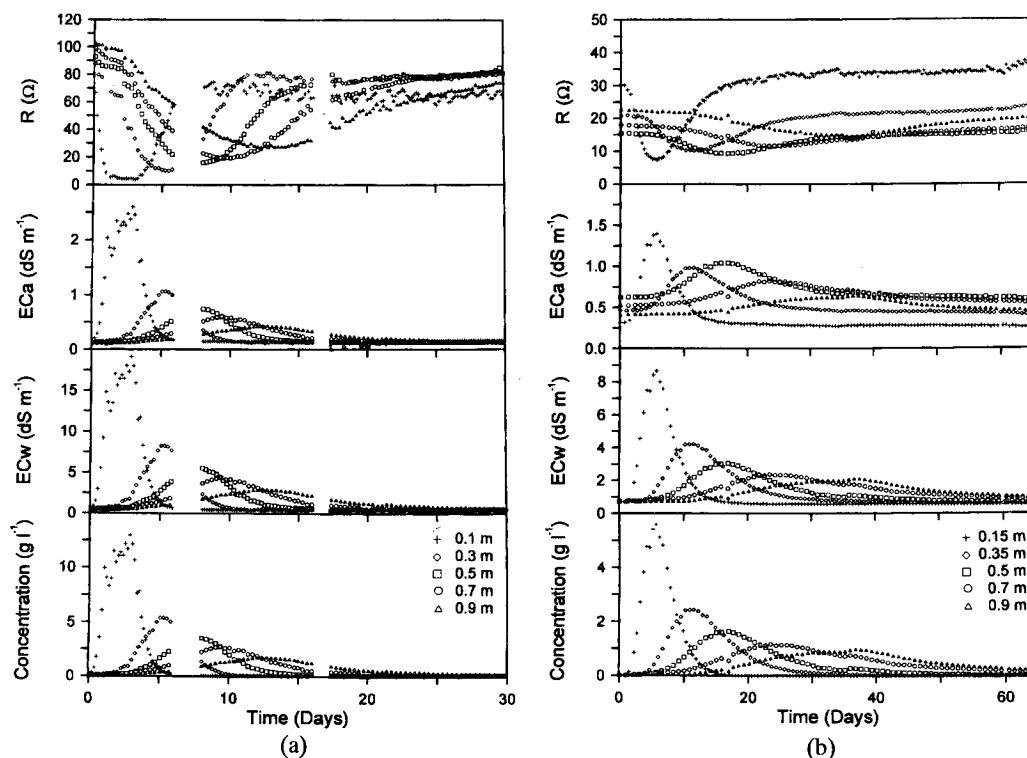 120
100
80
60
40
20
0
R (Ω)
2
1
0
ECa (dS m⁻¹)
15
10
5
0
ECw (dS m⁻¹)
10
5
0
Concentration (g l⁻¹)
+ 0.1 m
◇ 0.3 m
□ 0.5 m
○ 0.7 m
△ 0.9 m
0 10 20 30
Time (Days)
(a)
50
40
30
20
10
0
R (Ω)
1.5
1.0
0.5
0.0
ECa (dS m⁻¹)
8
6
4
2
0
ECw (dS m⁻¹)
4
2
0
Concentration (g l⁻¹)
+ 0.15 m
◇ 0.35 m
□ 0.5 m
○ 0.7 m
△ 0.9 m
0 10 20 40 60
Time (Days)
(b)